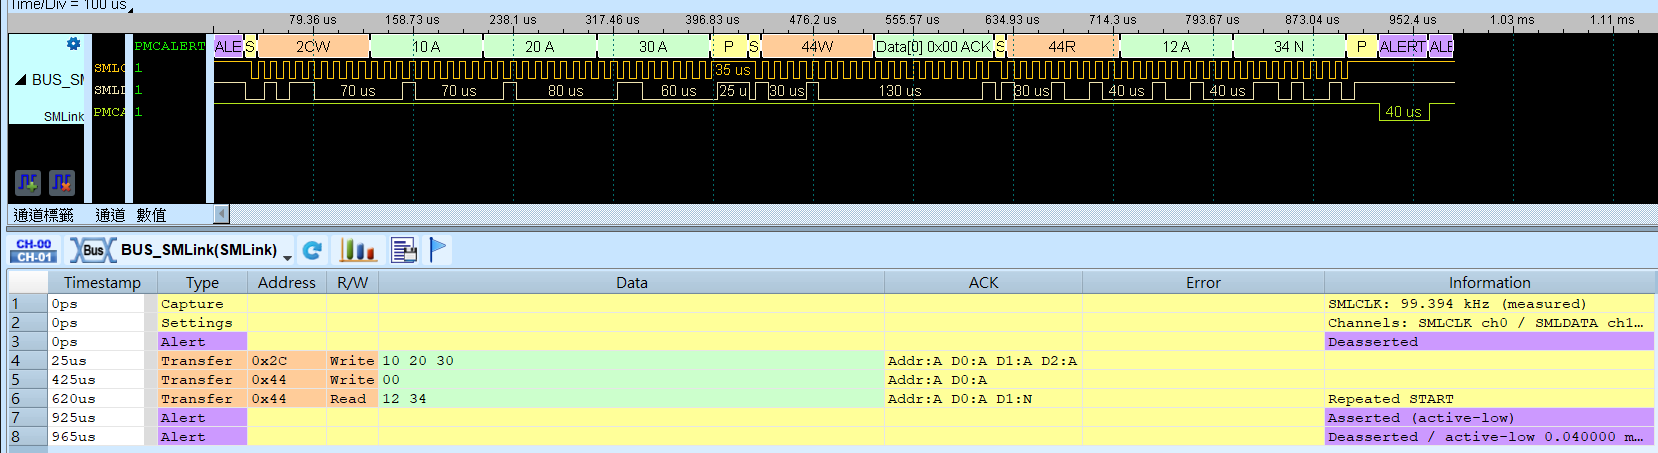 Time/Div = 100 us
79.36 us 158.73 us 238.1 us 317.46 us 396.83 us 476.2 us 555.57 us 634.93 us 714.3 us 793.67 us 873.04 us 952.4 us 1.03 ms 1.11 ms
PMCALERT ALE S 2CW 10 A 20 A 30 A P S 44W Data[0] 0x00 ACK S 44R 12 A 34 N P ALERT ALE
SMLC 1 35 us
BUS_SM SMLD 1 70 us 70 us 80 us 60 us 25 u 30 us 130 us 30 us 40 us 40 us
SMLink PMCA 1 40 us
通道標籤 通道 數值
CH-00
CH-01 Bus BUS_SMLink(SMLink)
Timestamp Type Address R/W Data ACK Error Information
1 0ps Capture SMLCLK: 99.394 kHz (measured)
2 0ps Settings Channels: SMLCLK ch0 / SMLDATA ch1...
3 0ps Alert Deasserted
4 25us Transfer 0x2C Write 10 20 30 Addr:A D0:A D1:A D2:A
5 425us Transfer 0x44 Write 00 Addr:A D0:A
6 620us Transfer 0x44 Read 12 34 Addr:A D0:A D1:N Repeated START
7 925us Alert Asserted (active-low)
8 965us Alert Deasserted / active-low 0.040000 m...